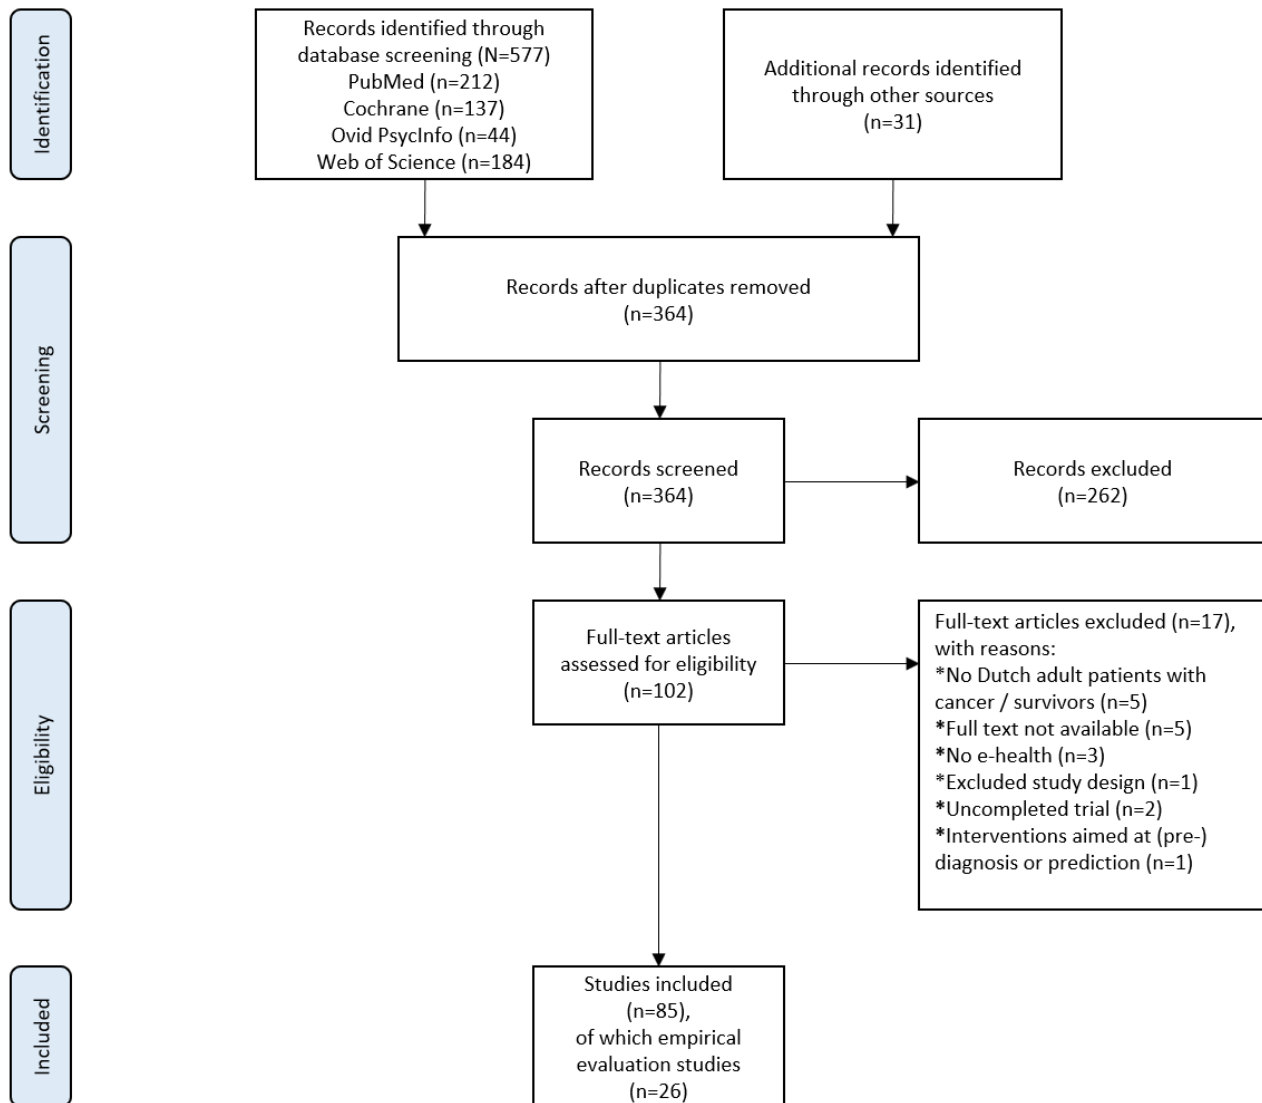 Identification
Records identified through
database screening (N=577)
PubMed (n=212)
Cochrane (n=137)
Ovid PsycInfo (n=44)
Web of Science (n=184)
Additional records identified
through other sources
(n=31)
Screening
Records after duplicates removed
(n=364)
Records screened
(n=364)
Records excluded
(n=262)
Eligibility
Full-text articles
assessed for eligibility
(n=102)
Full-text articles excluded (n=17),
with reasons:
*No Dutch adult patients with
cancer / survivors (n=5)
*Full text not available (n=5)
*No e-health (n=3)
*Excluded study design (n=1)
*Uncompleted trial (n=2)
*Interventions aimed at (pre-)
diagnosis or prediction (n=1)
Included
Studies included
(n=85),
of which empirical
evaluation studies
(n=26)